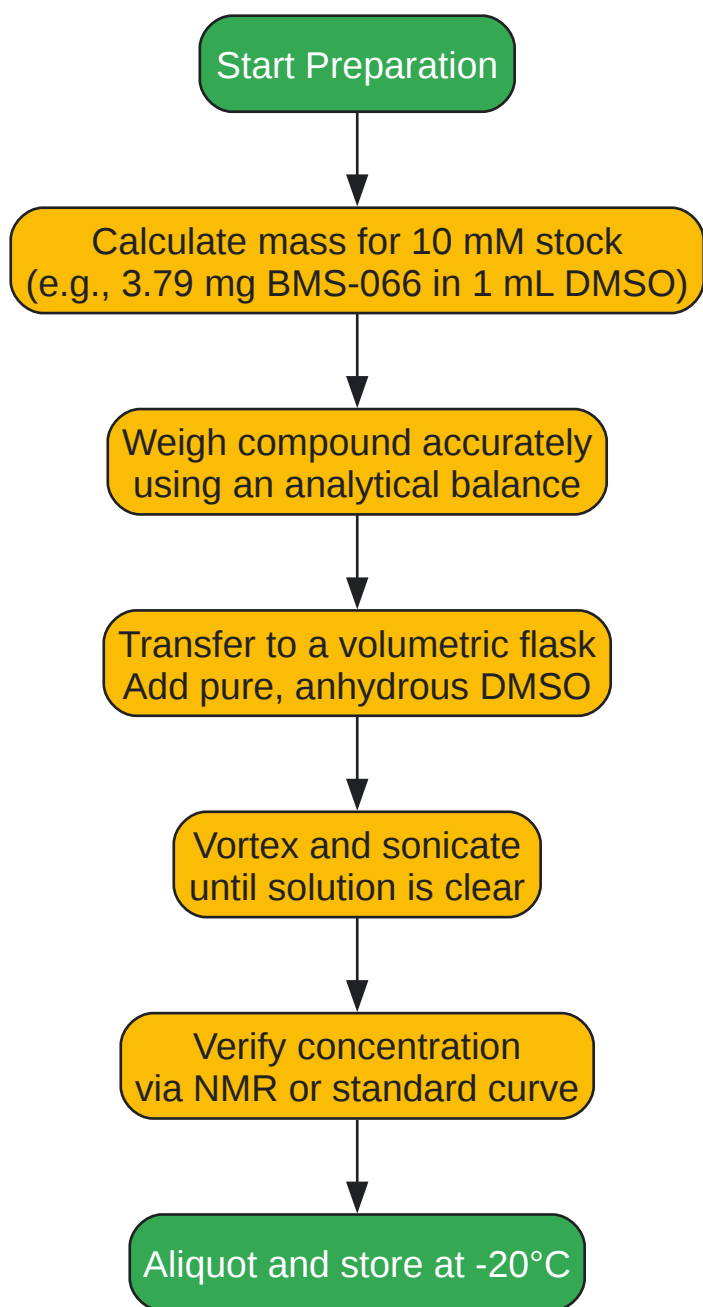 Start Preparation
Calculate mass for 10 mM stock
(e.g., 3.79 mg BMS-066 in 1 mL DMSO)
Weigh compound accurately
using an analytical balance
Transfer to a volumetric flask
Add pure, anhydrous DMSO
Vortex and sonicate
until solution is clear
Verify concentration
via NMR or standard curve
Aliquot and store at -20°C